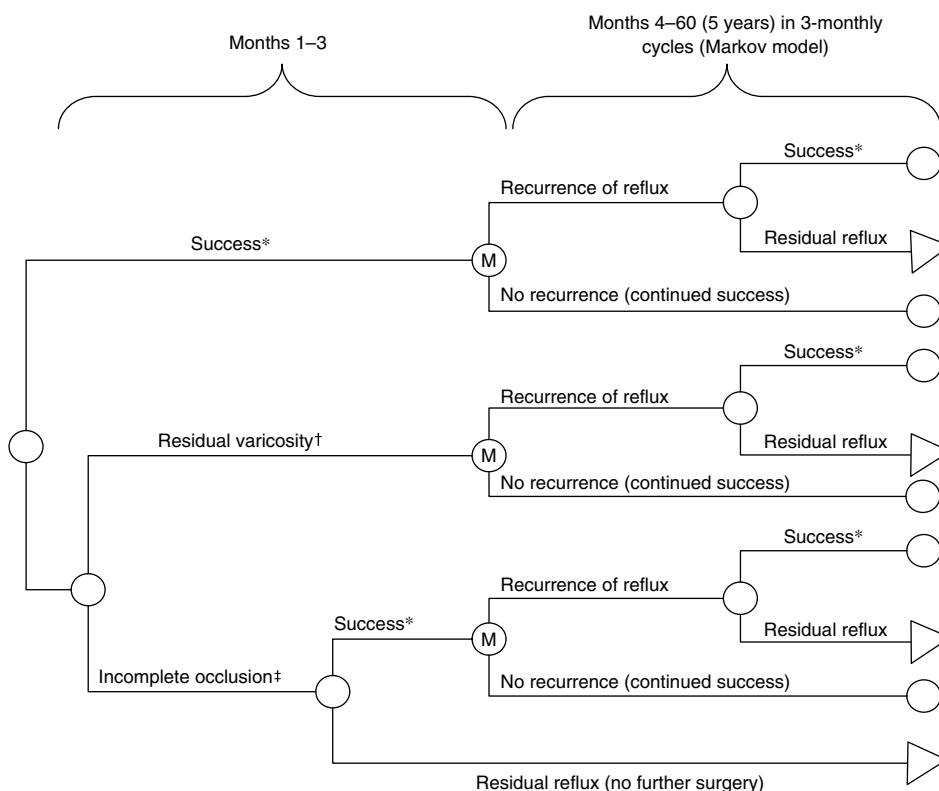 Months 1–3
Months 4–60 (5 years) in 3-monthly
cycles (Markov model)
Success*
Recurrence of reflux
Success*
Residual reflux
M
No recurrence (continued success)
Success*
Recurrence of reflux
Residual varicosity†
Residual reflux
M
No recurrence (continued success)
Success*
Recurrence of reflux
Success*
Residual reflux
M
Incomplete occlusion‡
No recurrence (continued success)
Residual reflux (no further surgery)